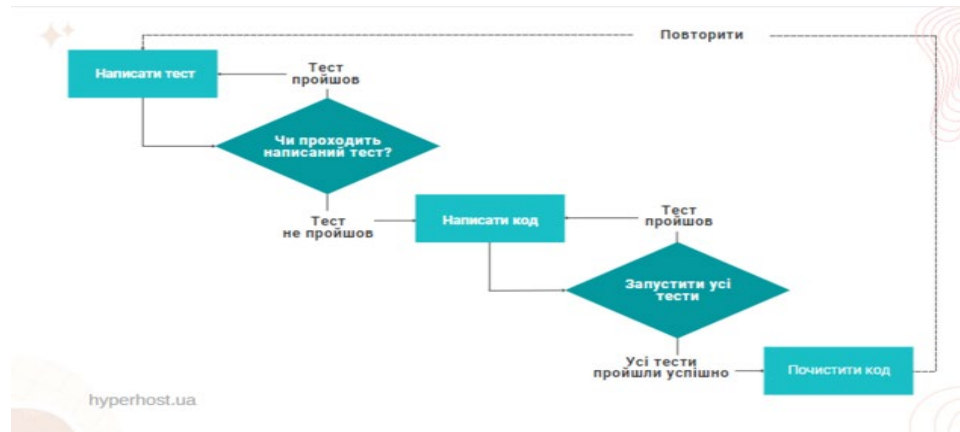 Повторити
Написати тест
Тест
пройшов
Чи проходить
написаний тест?
Тест
не пройшов
Написати код
Тест
пройшов
Запустити усі
тести
Усі тести
пройшли успішно
Почистити код
hyperhost.ua